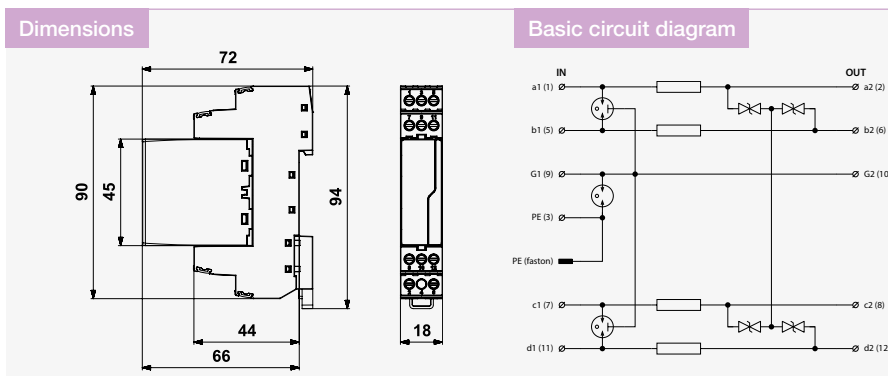 Dimensions
72
90
45
94
44
66
18
Basic circuit diagram
IN
OUT
a1 (1)
a2 (2)
b1 (5)
b2 (6)
G1 (9)
G2 (10
PE (3)
PE (faston)
c1 (7)
c2 (8)
d1 (11)
d2 (12